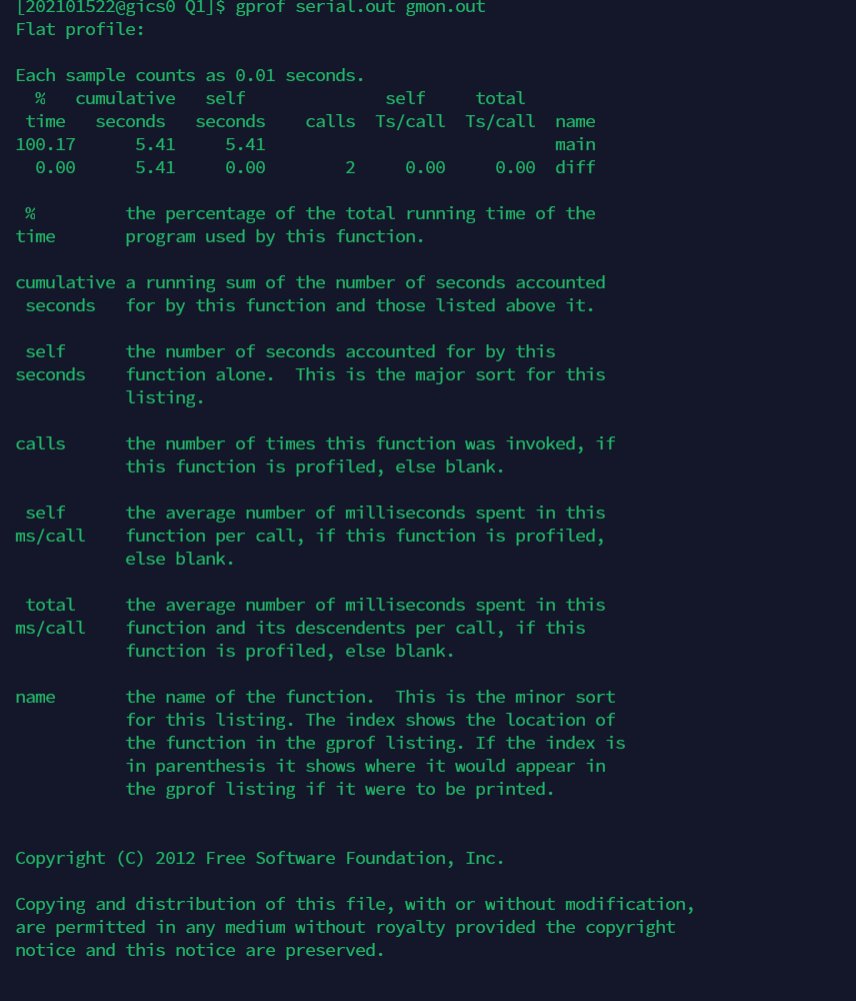 [202101522@gics0 Q1]$ gprof serial.out gmon.out
Flat profile:

Each sample counts as 0.01 seconds.
  %   cumulative   self              self     total
 time   seconds   seconds    calls  Ts/call  Ts/call  name
100.17      5.41     5.41                             main
  0.00      5.41     0.00        2     0.00     0.00  diff

 %         the percentage of the total running time of the
time       program used by this function.

cumulative a running sum of the number of seconds accounted
 seconds   for by this function and those listed above it.

 self      the number of seconds accounted for by this
seconds    function alone.  This is the major sort for this
           listing.

calls      the number of times this function was invoked, if
           this function is profiled, else blank.

 self      the average number of milliseconds spent in this
ms/call    function per call, if this function is profiled,
           else blank.

 total     the average number of milliseconds spent in this
ms/call    function and its descendents per call, if this
           function is profiled, else blank.

name       the name of the function.  This is the minor sort
           for this listing. The index shows the location of
           the function in the gprof listing. If the index is
           in parenthesis it shows where it would appear in
           the gprof listing if it were to be printed.

Copyright (C) 2012 Free Software Foundation, Inc.

Copying and distribution of this file, with or without modification,
are permitted in any medium without royalty provided the copyright
notice and this notice are preserved.